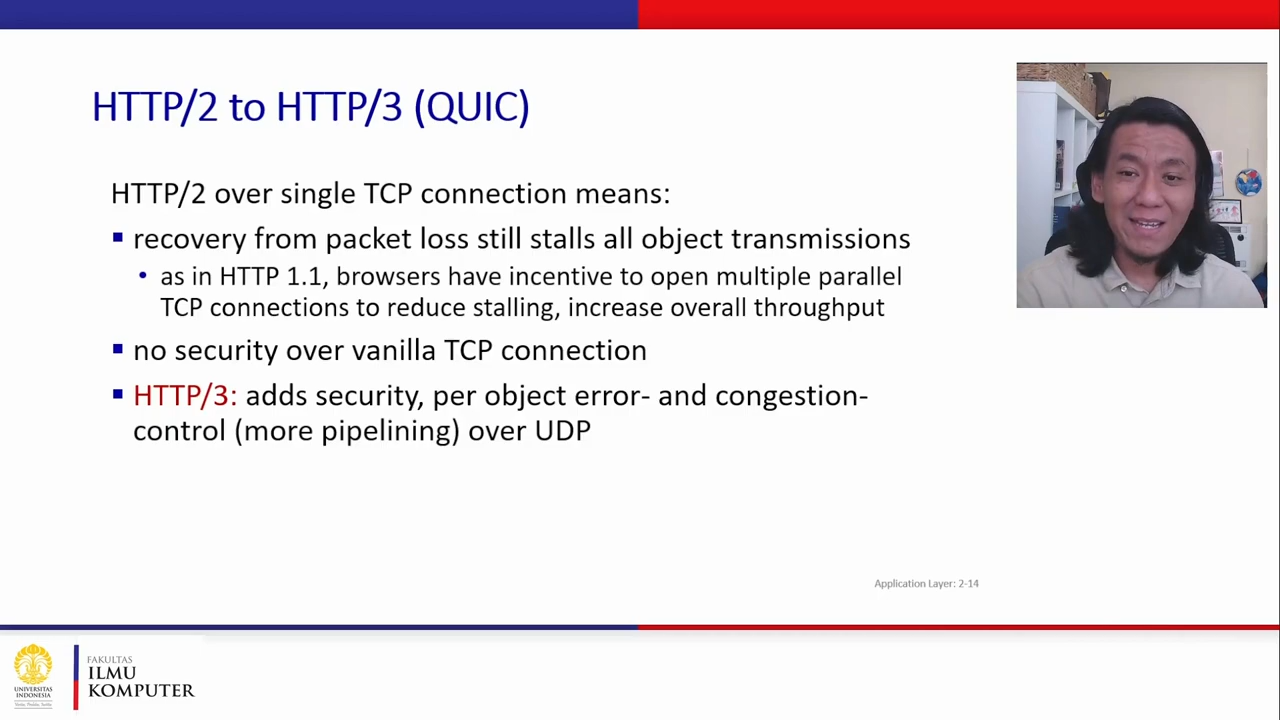 HTTP/2 to HTTP/3 (QUIC)
HTTP/2 over single TCP connection means:
recovery from packet loss still stalls all object transmissions
as in HTTP 1.1, browsers have incentive to open multiple parallel
TCP connections to reduce stalling, increase overall throughput
no security over vanilla TCP connection
HTTP/3: adds security, per object error- and congestion-
control (more pipelining) over UDP
Application Layer: 2-14
UNIVERSITAS
INDONESIA
FAKULTAS
ILMU
KOMPUTER